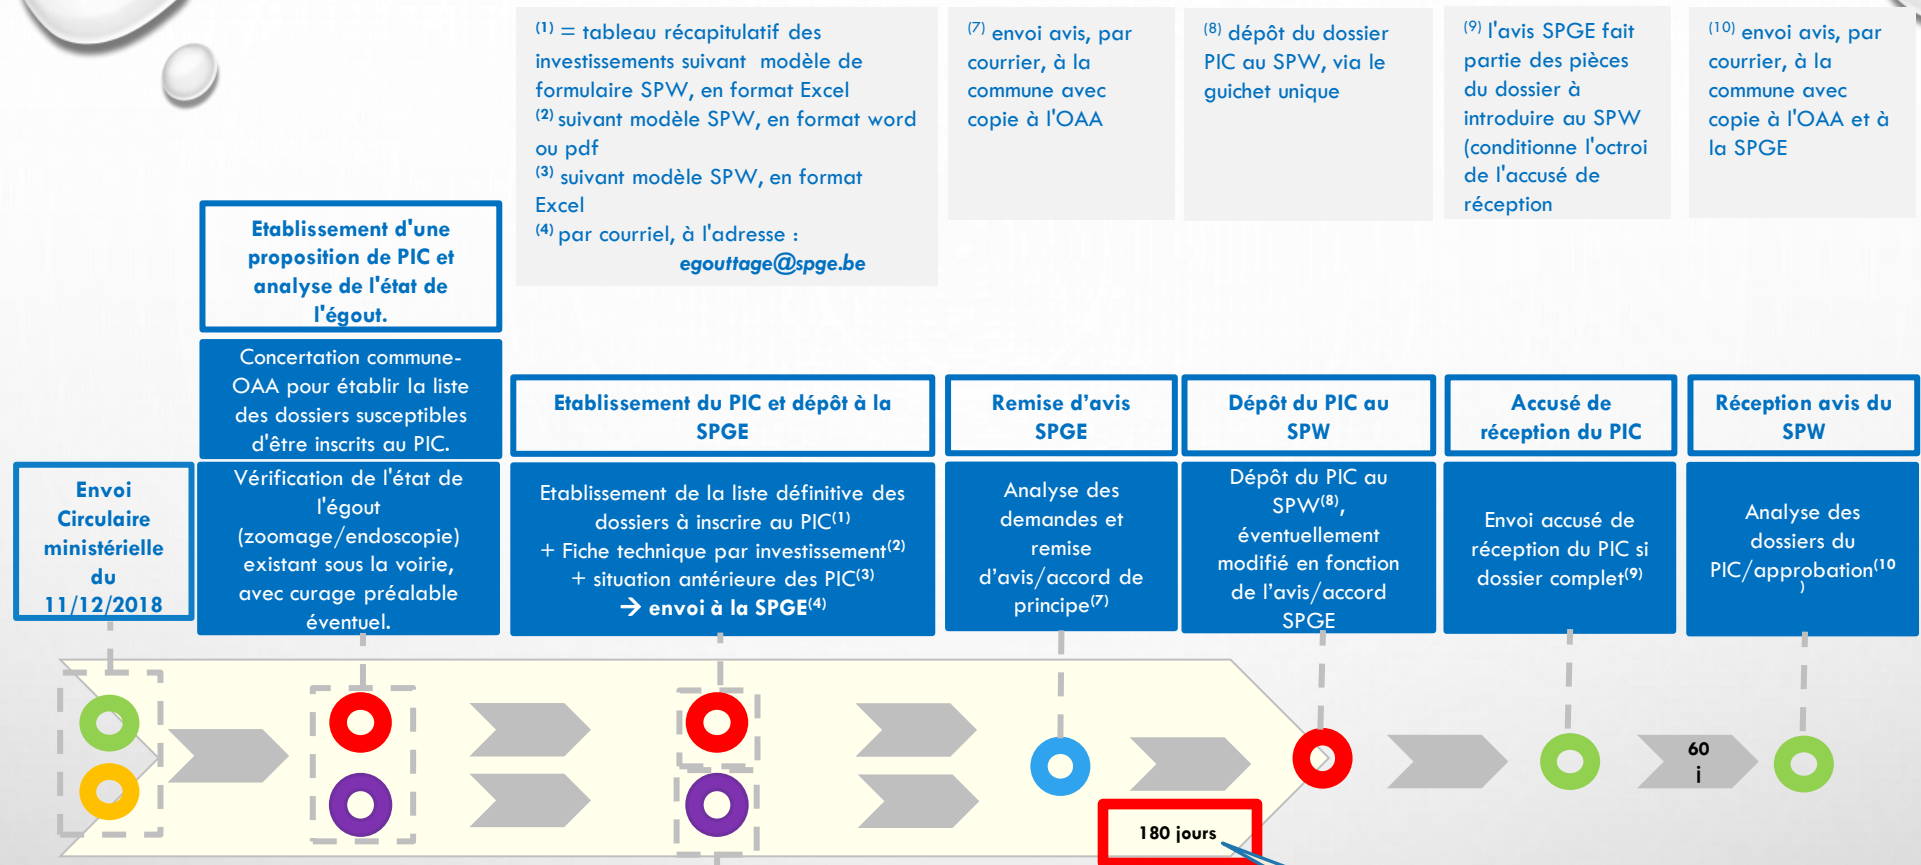 (1) = tableau récapitulatif des
investissements suivant modèle de
formulaire SPW, en format Excel
(2) suivant modèle SPW, en format word
ou pdf
(3) suivant modèle SPW, en format
Excel
(4) par courriel, à l'adresse :
egouttage@spge.be
(7) envoi avis, par
courrier, à la
commune avec
copie à l'OAA
(8) dépôt du dossier
PIC au SPW, via le
guichet unique
(9) l'avis SPGE fait
partie des pièces
du dossier à
introduire au SPW
(conditionne l'octroi
de l'accusé de
réception
(10) envoi avis, par
courrier, à la
commune avec
copie à l'OAA et à
la SPGE
Envoi
Circulaire
ministérielle
du
11/12/2018
Etablissement d'une
proposition de PIC et
analyse de l'état de
l'égout.
Concertation commune-
OAA pour établir la liste
des dossiers susceptibles
d'être inscrits au PIC.
Vérification de l'état de
l'égout
(zoomage/endoscopie)
existant sous la voirie,
avec curage préalable
éventuel.
Etablissement du PIC et dépôt à la
SPGE
Etablissement de la liste définitive des
dossiers à inscrire au PIC(1)
+ Fiche technique par investissement(2)
+ situation antérieure des PIC(3)
→ envoi à la SPGE(4)
Remise d'avis
SPGE
Analyse des
demandes et
remise
d'avis/accord de
principe(7)
Dépôt du PIC au
SPW
Dépôt du PIC au
SPW(8),
éventuellement
modifié en fonction
de l'avis/accord
SPGE
Accusé de
réception du PIC
Envoi accusé de
réception du PIC si
dossier complet(9)
Réception avis du
SPW
Analyse des
dossiers du
PIC/approbation(10
)
60
j
180 jours